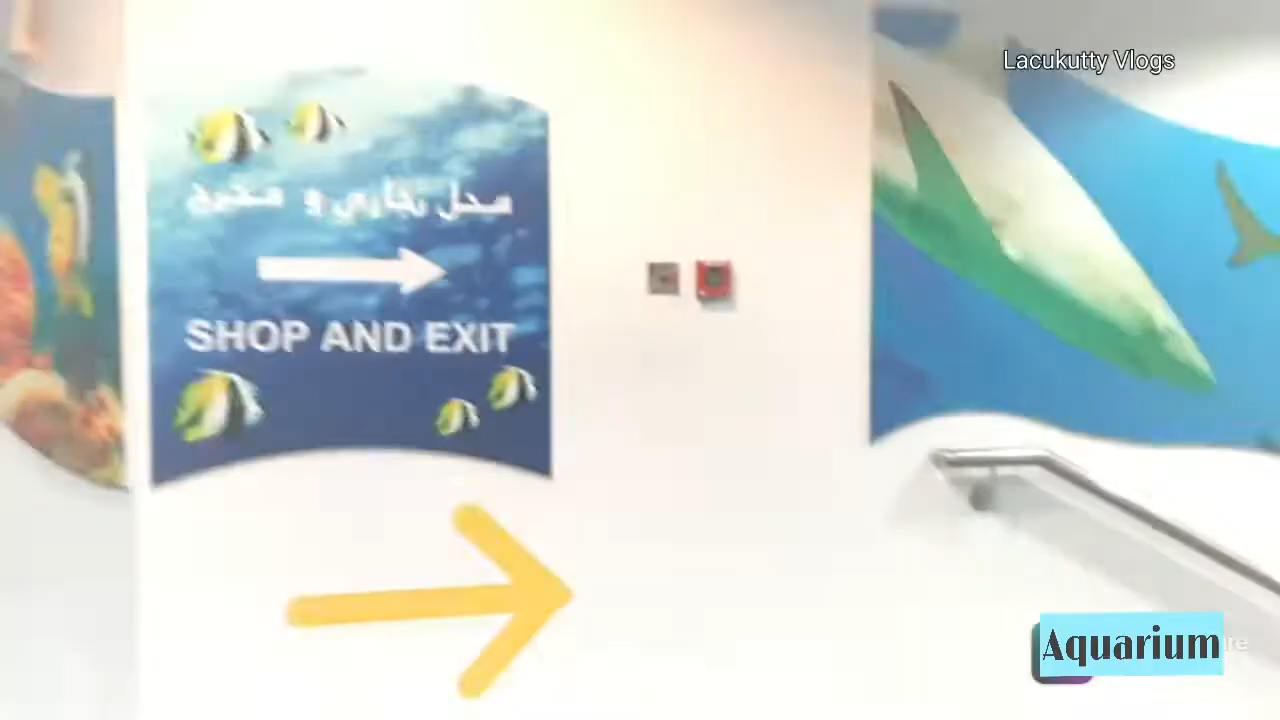 Lacukutty Vlogs
محل تجاري و مخرج
SHOP AND EXIT
Aquarium